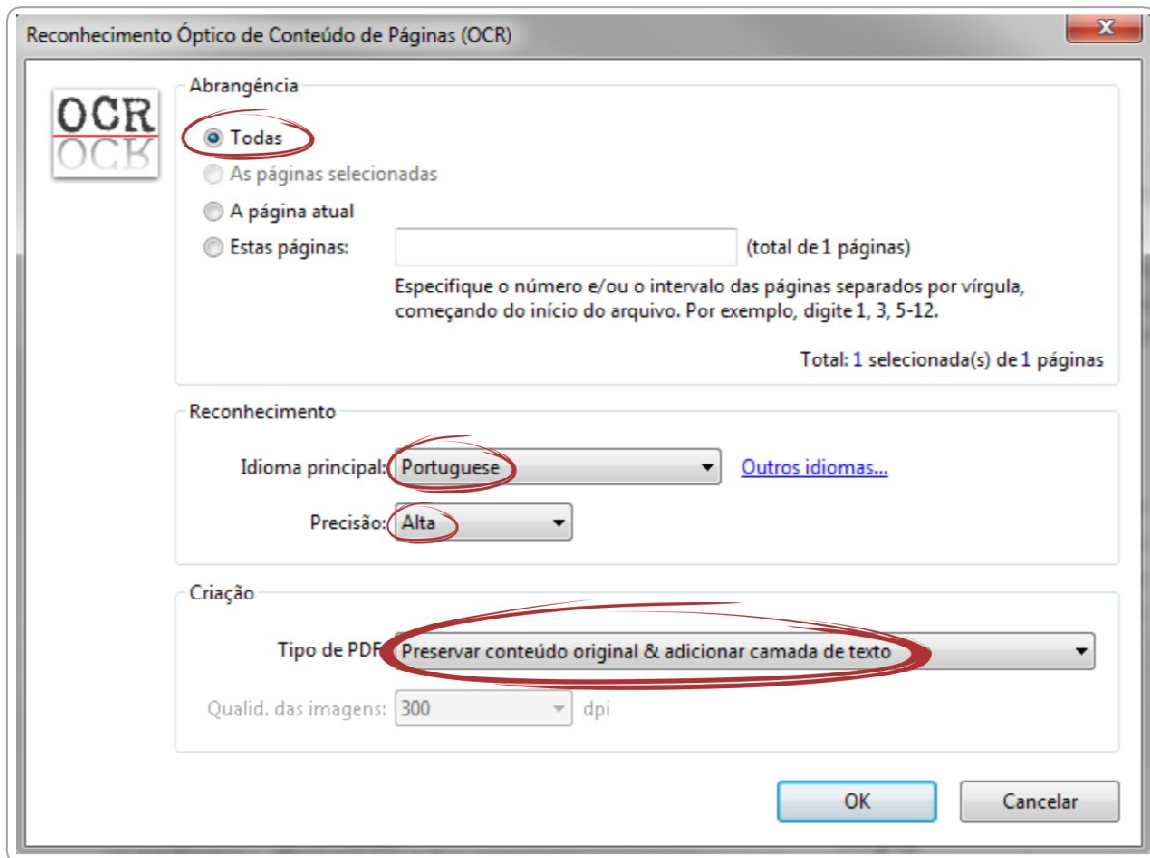 Reconhecimento Óptico de Conteúdo de Páginas (OCR)
X
OCR
Abrangência
Todas
As páginas selecionadas
A página atual
Estas páginas: (total de 1 páginas)
Especifique o número e/ou o intervalo das páginas separados por vírgula,
começando do início do arquivo. Por exemplo, digite 1, 3, 5-12.
Total: 1 selecionada(s) de 1 páginas
Reconhecimento
Idioma principal: Portuguese Outros idiomas...
Precisão: Alta
Criação
Tipo de PDF Preservar conteúdo original & adicionar camada de texto
Qualid. das imagens: 300 dpi
OK Cancelar